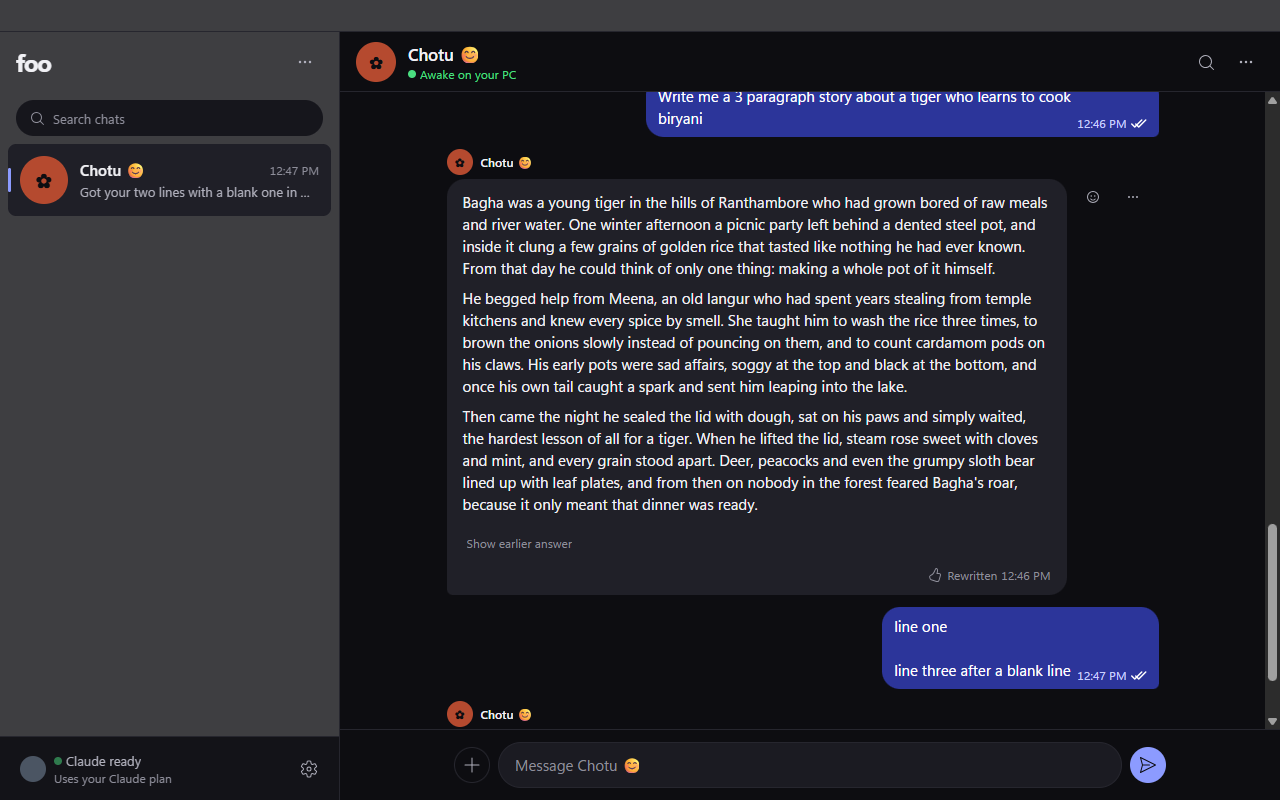 foo
Search chats
Chotu 😊
12:47 PM
Got your two lines with a blank one in ...
Claude ready
Uses your Claude plan
Chotu 😊
Awake on your PC
Write me a 3 paragraph story about a tiger who learns to cook
biryani
12:46 PM
Chotu 😊
Bagha was a young tiger in the hills of Ranthambore who had grown bored of raw meals
and river water. One winter afternoon a picnic party left behind a dented steel pot, and
inside it clung a few grains of golden rice that tasted like nothing he had ever known.
From that day he could think of only one thing: making a whole pot of it himself.
He begged help from Meena, an old langur who had spent years stealing from temple
kitchens and knew every spice by smell. She taught him to wash the rice three times, to
brown the onions slowly instead of pouncing on them, and to count cardamom pods on
his claws. His early pots were sad affairs, soggy at the top and black at the bottom, and
once his own tail caught a spark and sent him leaping into the lake.
Then came the night he sealed the lid with dough, sat on his paws and simply waited,
the hardest lesson of all for a tiger. When he lifted the lid, steam rose sweet with cloves
and mint, and every grain stood apart. Deer, peacocks and even the grumpy sloth bear
lined up with leaf plates, and from then on nobody in the forest feared Bagha's roar,
because it only meant that dinner was ready.
Show earlier answer
Rewritten 12:46 PM
line one
line three after a blank line
12:47 PM
Chotu 😊
Message Chotu 😊